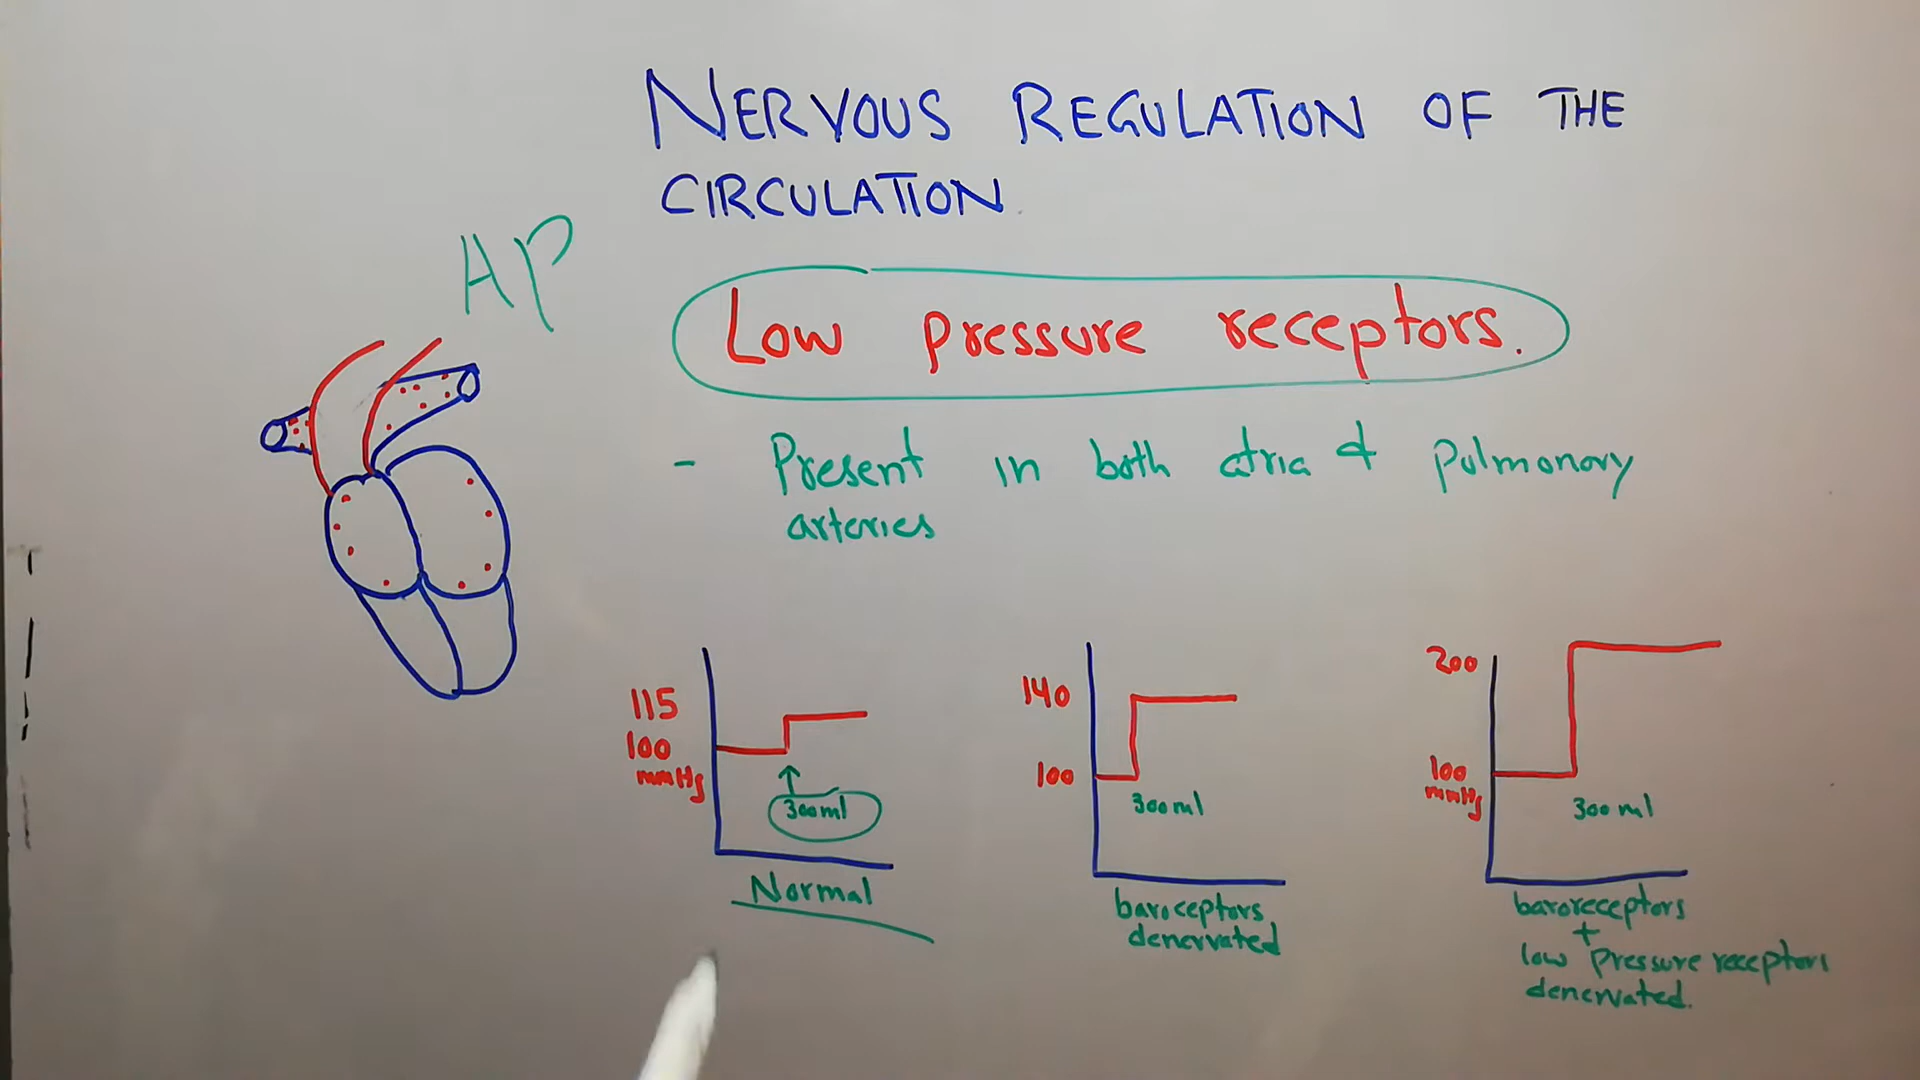 NERVOUS REGULATION OF THE
CIRCULATION
AP
Low pressure receptors.
- Present in both atria & pulmonary
arteries
115
100
mmHg
300ml
Normal
140
100
300ml
baroceptors
denervated
200
100
mmHg
300ml
baroreceptors
+
low pressure receptors
denervated.